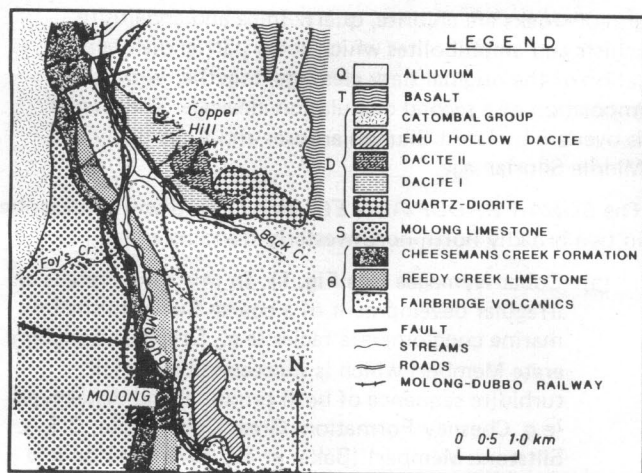 Copper
Hill
Back Cr.
Foy's Cr.
Molong
MOLONG
N
LEGEND
Q ALLUVIUM
T BASALT
CATOMBAL GROUP
EMU HOLLOW DACITE
D DACITE II
DACITE I
QUARTZ-DIORITE
S MOLONG LIMESTONE
CHEESEMANS CREEK FORMATION
θ REEDY CREEK LIMESTONE
FAIRBRIDGE VOLCANICS
FAULT
STREAMS
ROADS
MOLONG-DUBBO RAILWAY
0 0·5 1·0 km